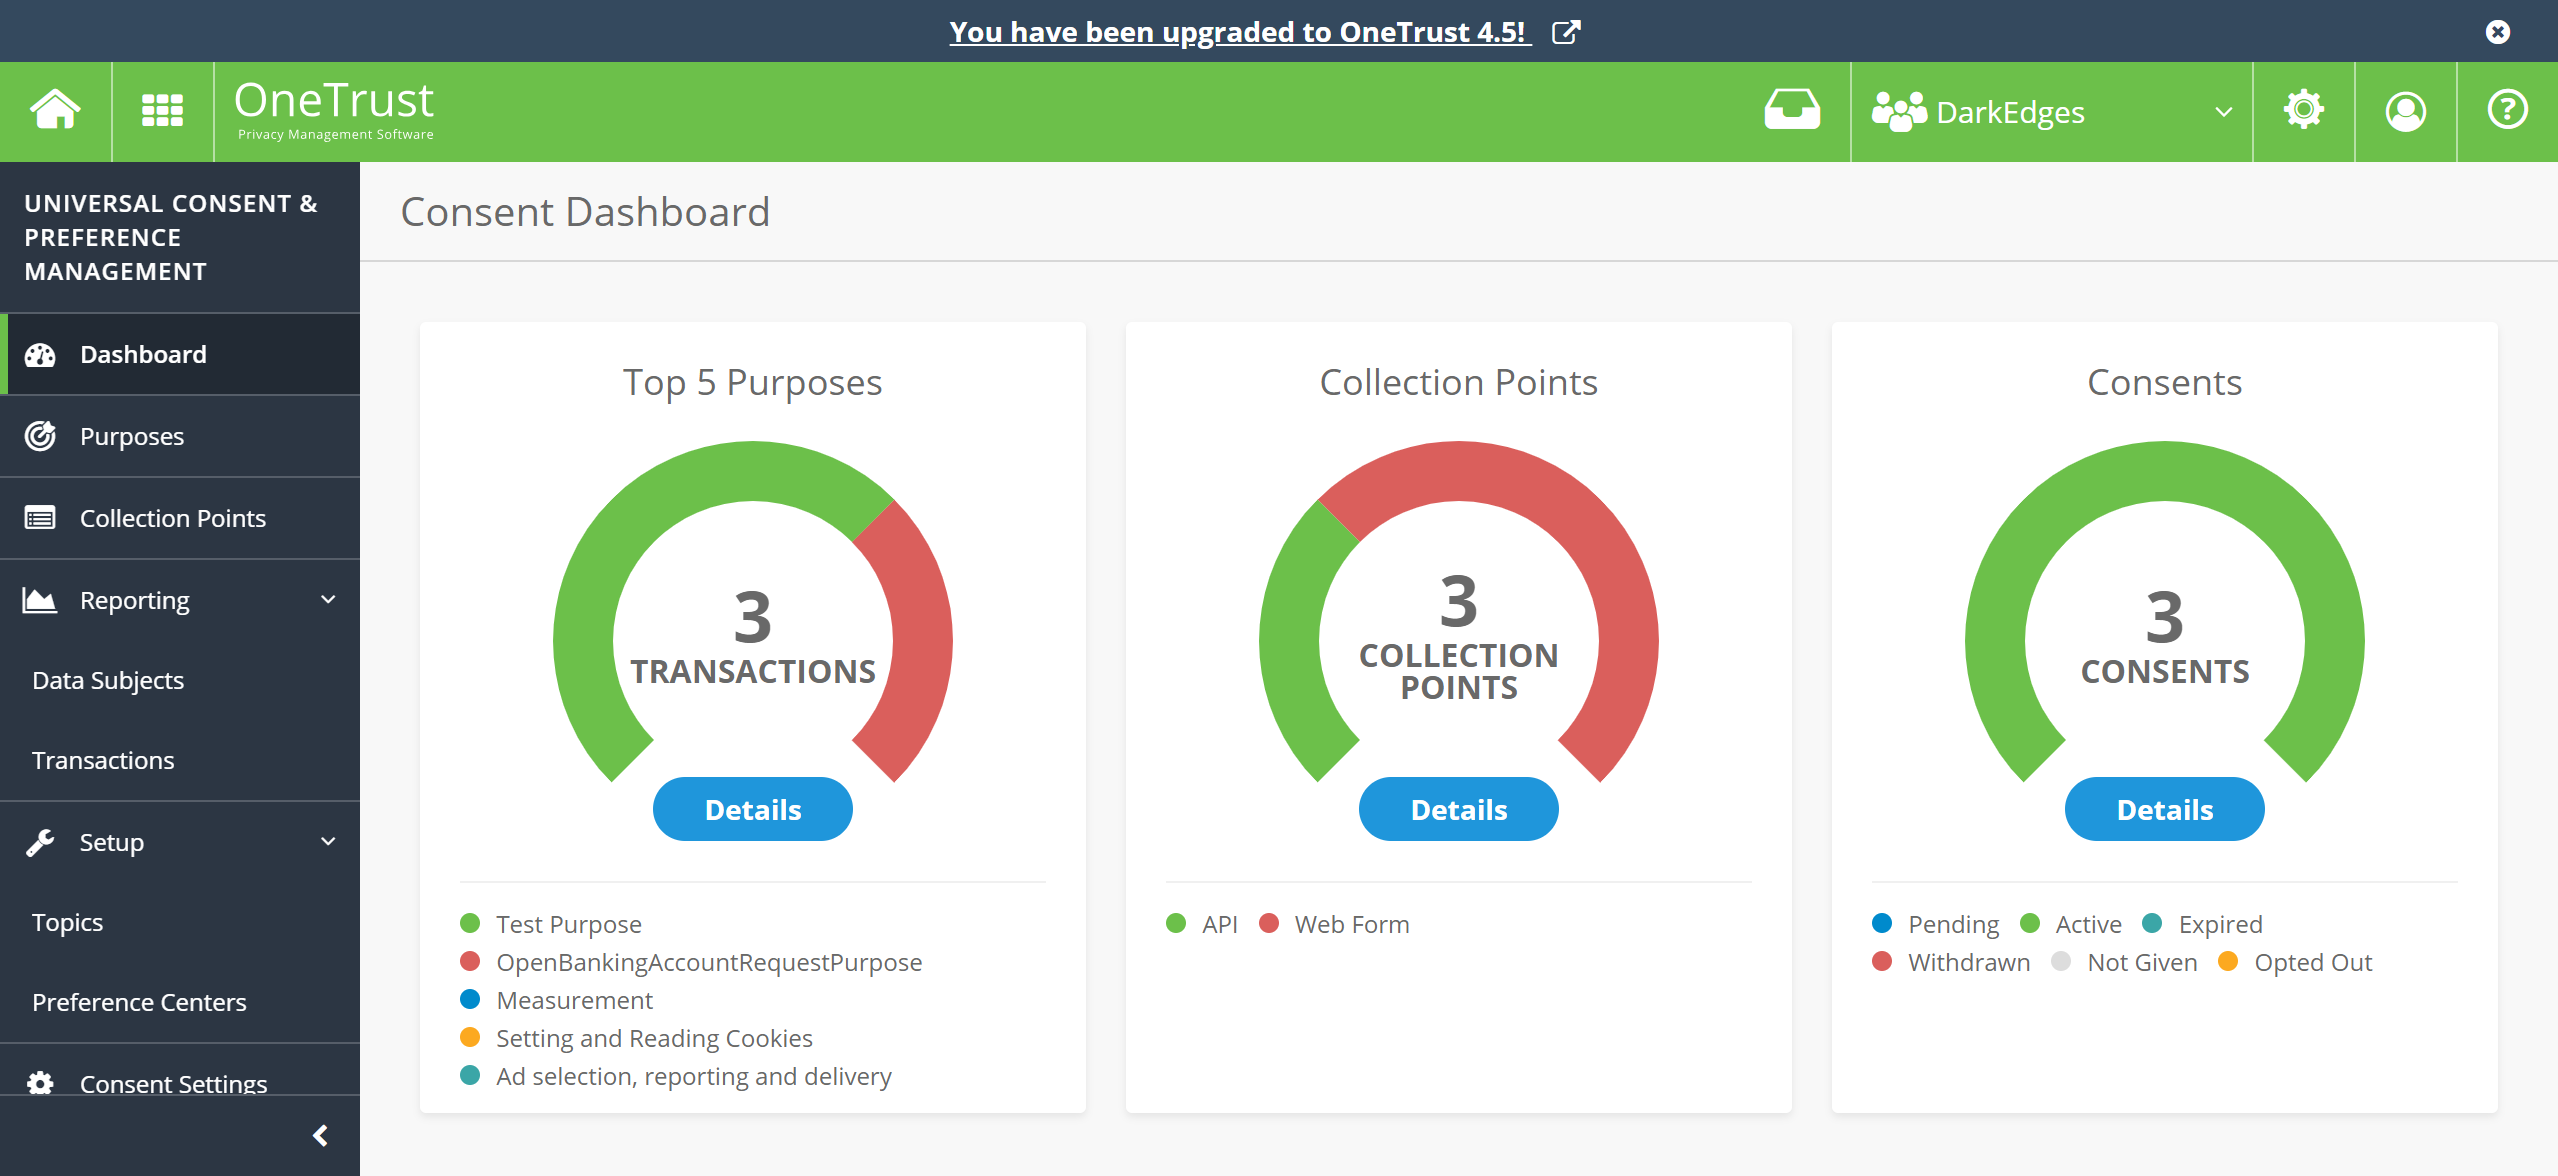 You have been upgraded to OneTrust 4.5!
OneTrust
Privacy Management Software
DarkEdges
UNIVERSAL CONSENT &
PREFERENCE
MANAGEMENT
Dashboard
Purposes
Collection Points
Reporting
Data Subjects
Transactions
Setup
Topics
Preference Centers
Consent Settings
Consent Dashboard
Top 5 Purposes
3
TRANSACTIONS
Details
Test Purpose
OpenBankingAccountRequestPurpose
Measurement
Setting and Reading Cookies
Ad selection, reporting and delivery
Collection Points
3
COLLECTION
POINTS
Details
API Web Form
Consents
3
CONSENTS
Details
Pending Active Expired
Withdrawn Not Given Opted Out